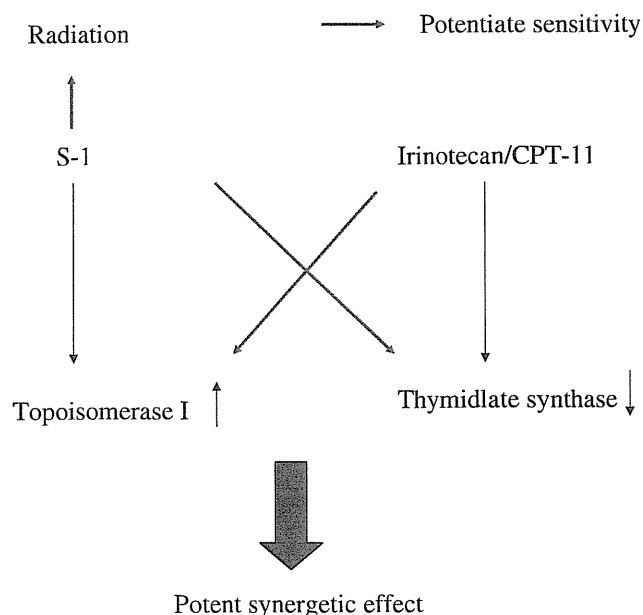 Radiation
Potentiate sensitivity
S-1
Irinotecan/CPT-11
Topoisomerase I
Thymidlate synthase
Potent synergetic effect